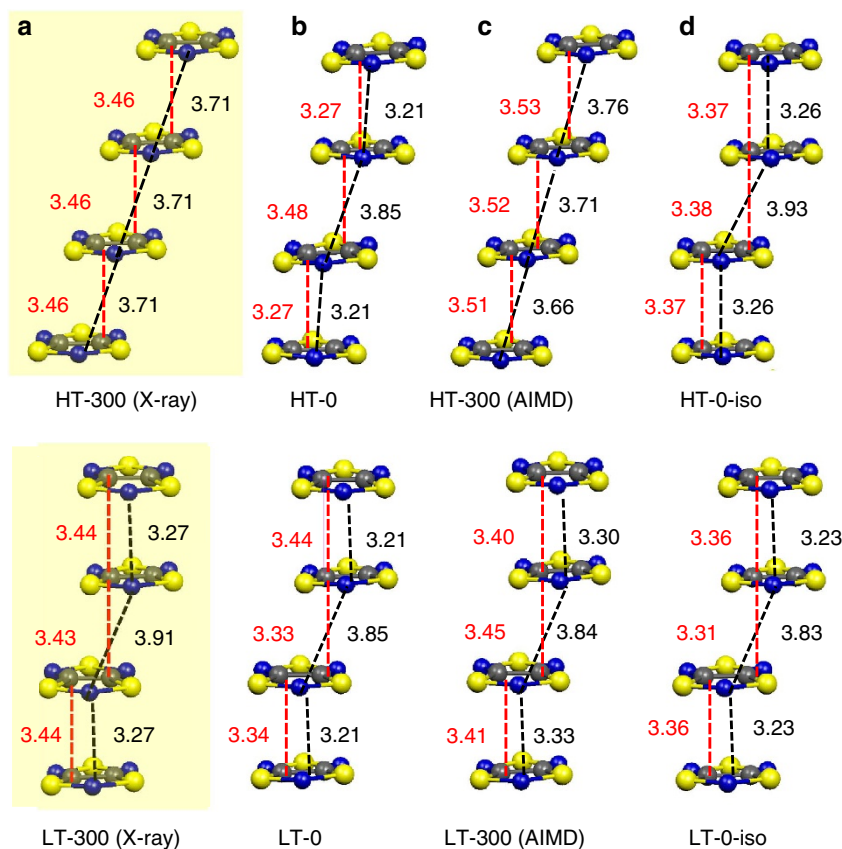 a b c d
3.46 3.71 3.27 3.21 3.53 3.76 3.37 3.26
3.46 3.71 3.48 3.85 3.52 3.71 3.38 3.93
3.46 3.71 3.27 3.21 3.51 3.66 3.37 3.26
HT-300 (X-ray) HT-0 HT-300 (AIMD) HT-0-iso
3.44 3.27 3.44 3.21 3.40 3.30 3.36 3.23
3.43 3.91 3.33 3.85 3.45 3.84 3.31 3.83
3.44 3.27 3.34 3.21 3.41 3.33 3.36 3.23
LT-300 (X-ray) LT-0 LT-300 (AIMD) LT-0-iso